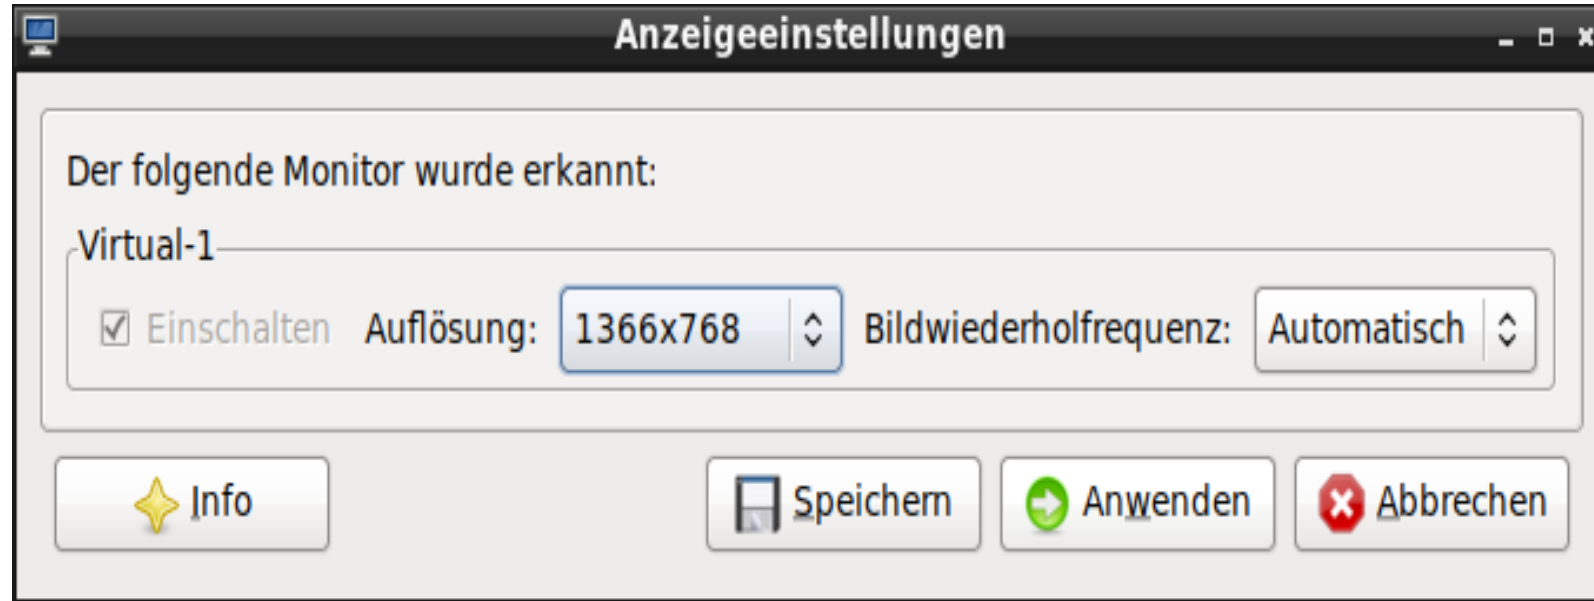 Anzeigeeinstellungen
Der folgende Monitor wurde erkannt:
Virtual-1
Einschalten Auflösung: 1366x768 Bildwiederholfrequenz: Automatisch
Info Speichern Anwenden Abbrechen